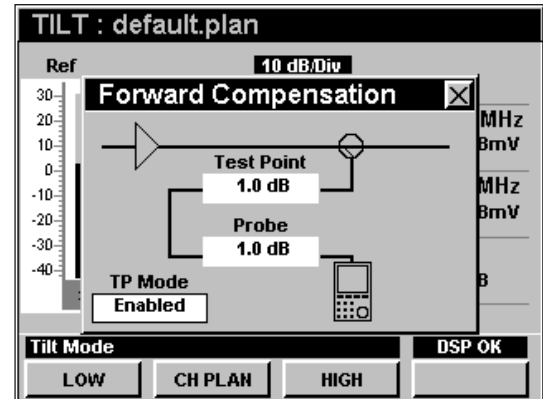 TILT : default.plan
Ref
10 dB/Div
30
20
10
0
-10
-20
-30
-40
MHz
BmV
MHz
BmV
B
Forward Compensation
Test Point
1.0 dB
Probe
1.0 dB
TP Mode
Enabled
Tilt Mode
DSP OK
LOW
CH PLAN
HIGH